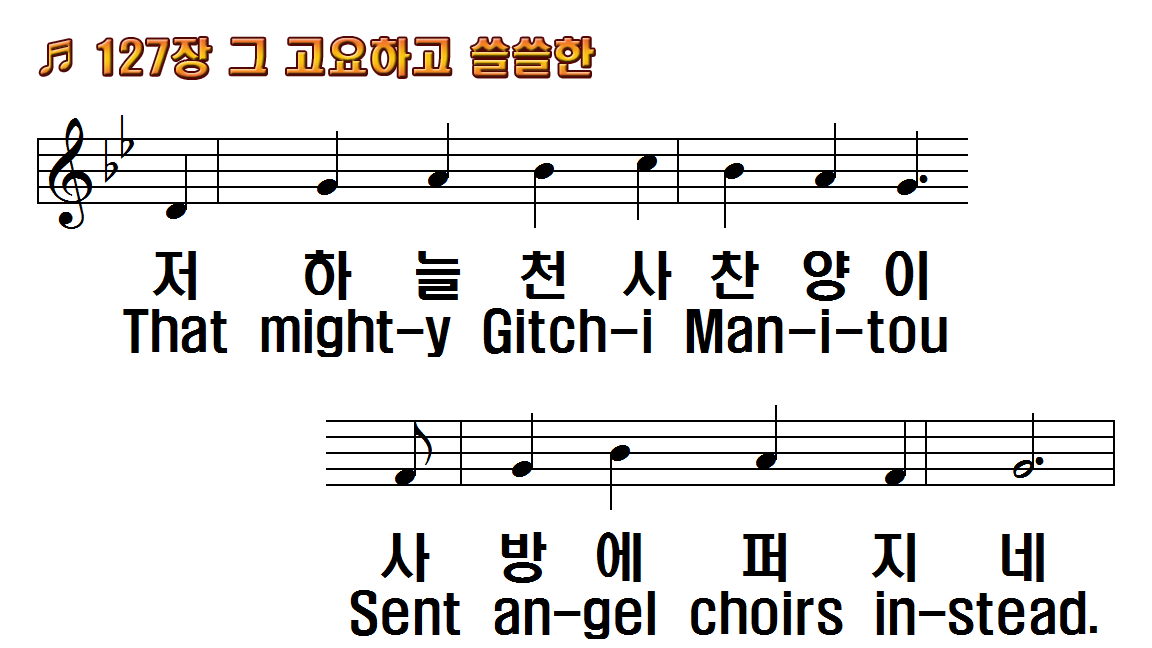 127장 그 고요하고 쓸쓸한
저 하 늘 천 사 찬 양 이
That might-y Gitch-i Man-i-tou
사 방 에 퍼 지 네
Sent an-gel choirs in-stead.